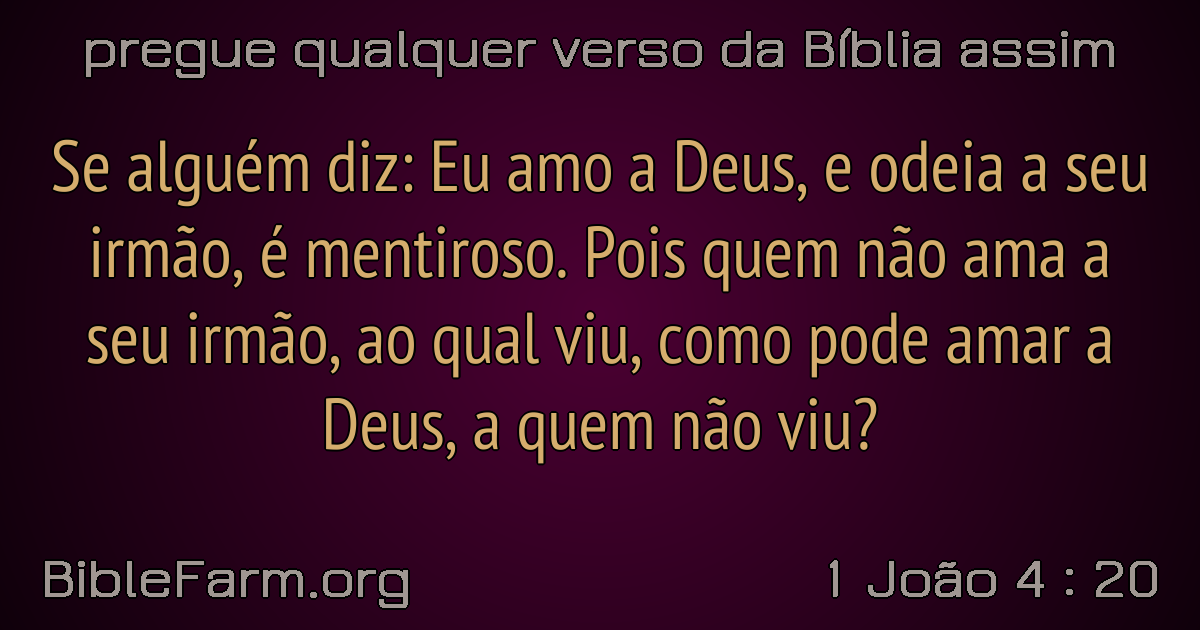 pregue qualquer verso da Bíblia assim
Se alguém diz: Eu amo a Deus, e odeia a seu
irmão, é mentiroso. Pois quem não ama a
seu irmão, ao qual viu, como pode amar a
Deus, a quem não viu?
BibleFarm.org
1 João 4 : 20